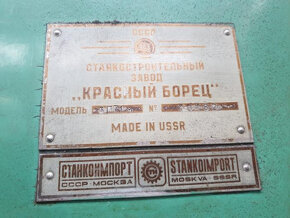 СССР
СТАНКОСТРОИТЕЛЬНЫЙ
ЗАВОД
„КРАСНЫЙ БОРЕЦ"
МОДЕЛЬ №
MADE IN USSR
СТАНКОИМПОРТ STANKOIMPORT
СССР-МОСКВА MOSKVA-SSSR